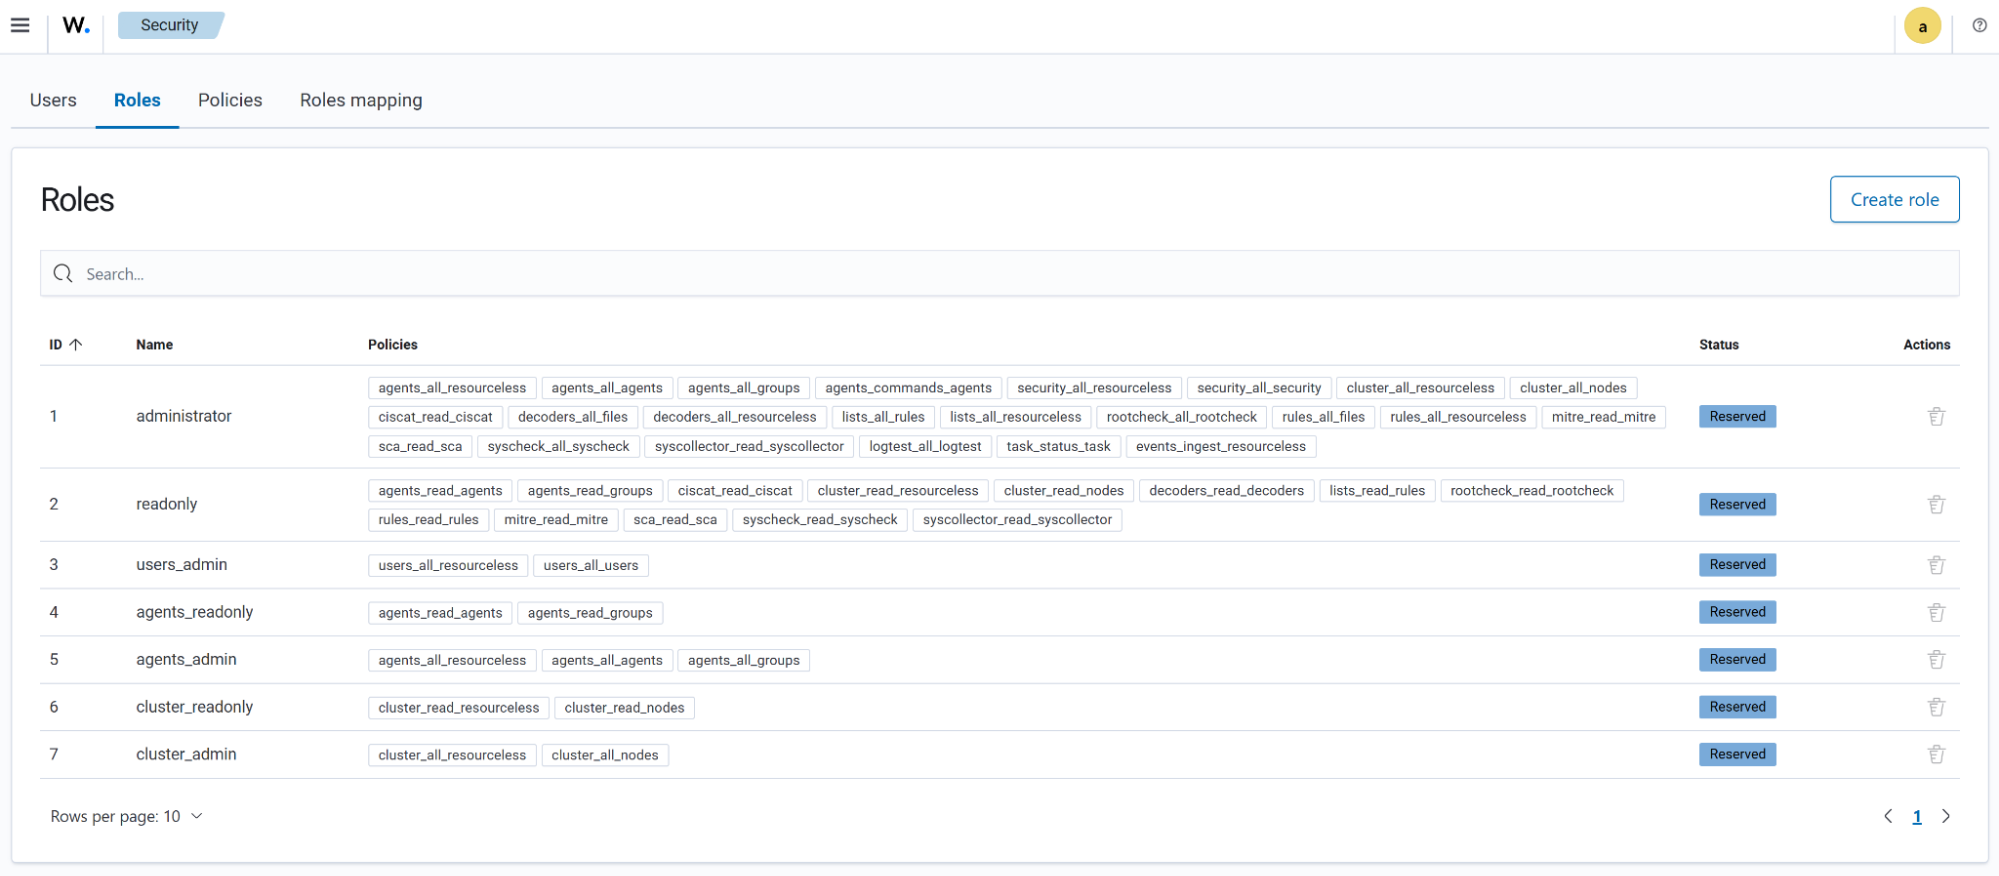 W. Security a
Users Roles Policies Roles mapping
Roles Create role
Search...
ID Name Policies Status Actions
agents_all_resourceless agents_all_agents agents_all_groups agents_commands_agents security_all_resourceless security_all_security cluster_all_resourceless cluster_all_nodes
1 administrator ciscat_read_ciscat decoders_all_files decoders_all_resourceless lists_all_rules lists_all_resourceless rootcheck_all_rootcheck rules_all_files rules_all_resourceless mitre_read_mitre Reserved
sca_read_sca syscheck_all_syscheck syscollector_read_syscollector logtest_all_logtest task_status_task events_ingest_resourceless
2 readonly agents_read_agents agents_read_groups ciscat_read_ciscat cluster_read_resourceless cluster_read_nodes decoders_read_decoders lists_read_rules rootcheck_read_rootcheck Reserved
rules_read_rules mitre_read_mitre sca_read_sca syscheck_read_syscheck syscollector_read_syscollector
3 users_admin users_all_resourceless users_all_users Reserved
4 agents_readonly agents_read_agents agents_read_groups Reserved
5 agents_admin agents_all_resourceless agents_all_agents agents_all_groups Reserved
6 cluster_readonly cluster_read_resourceless cluster_read_nodes Reserved
7 cluster_admin cluster_all_resourceless cluster_all_nodes Reserved
Rows per page: 10 1